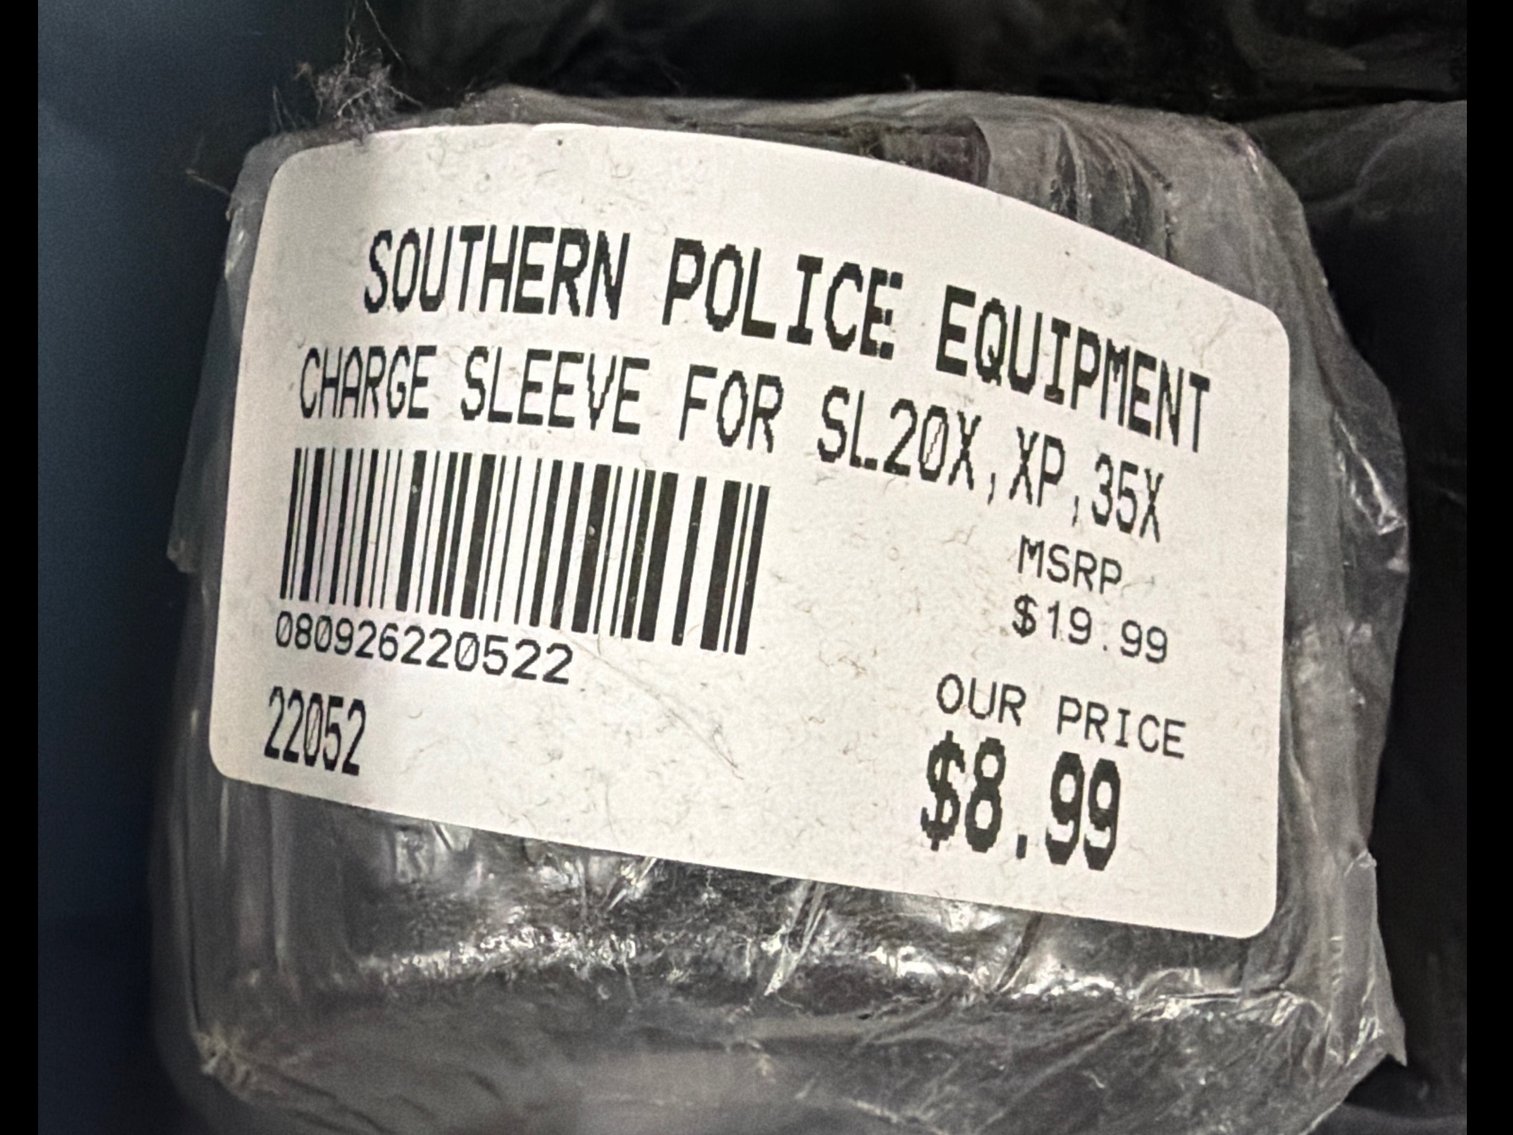 SOUTHERN POLICE EQUIPMENT
CHARGE SLEEVE FOR SL20X,XP,35X
MSRP
$19.99
080926220522
OUR PRICE
22052
$8.99